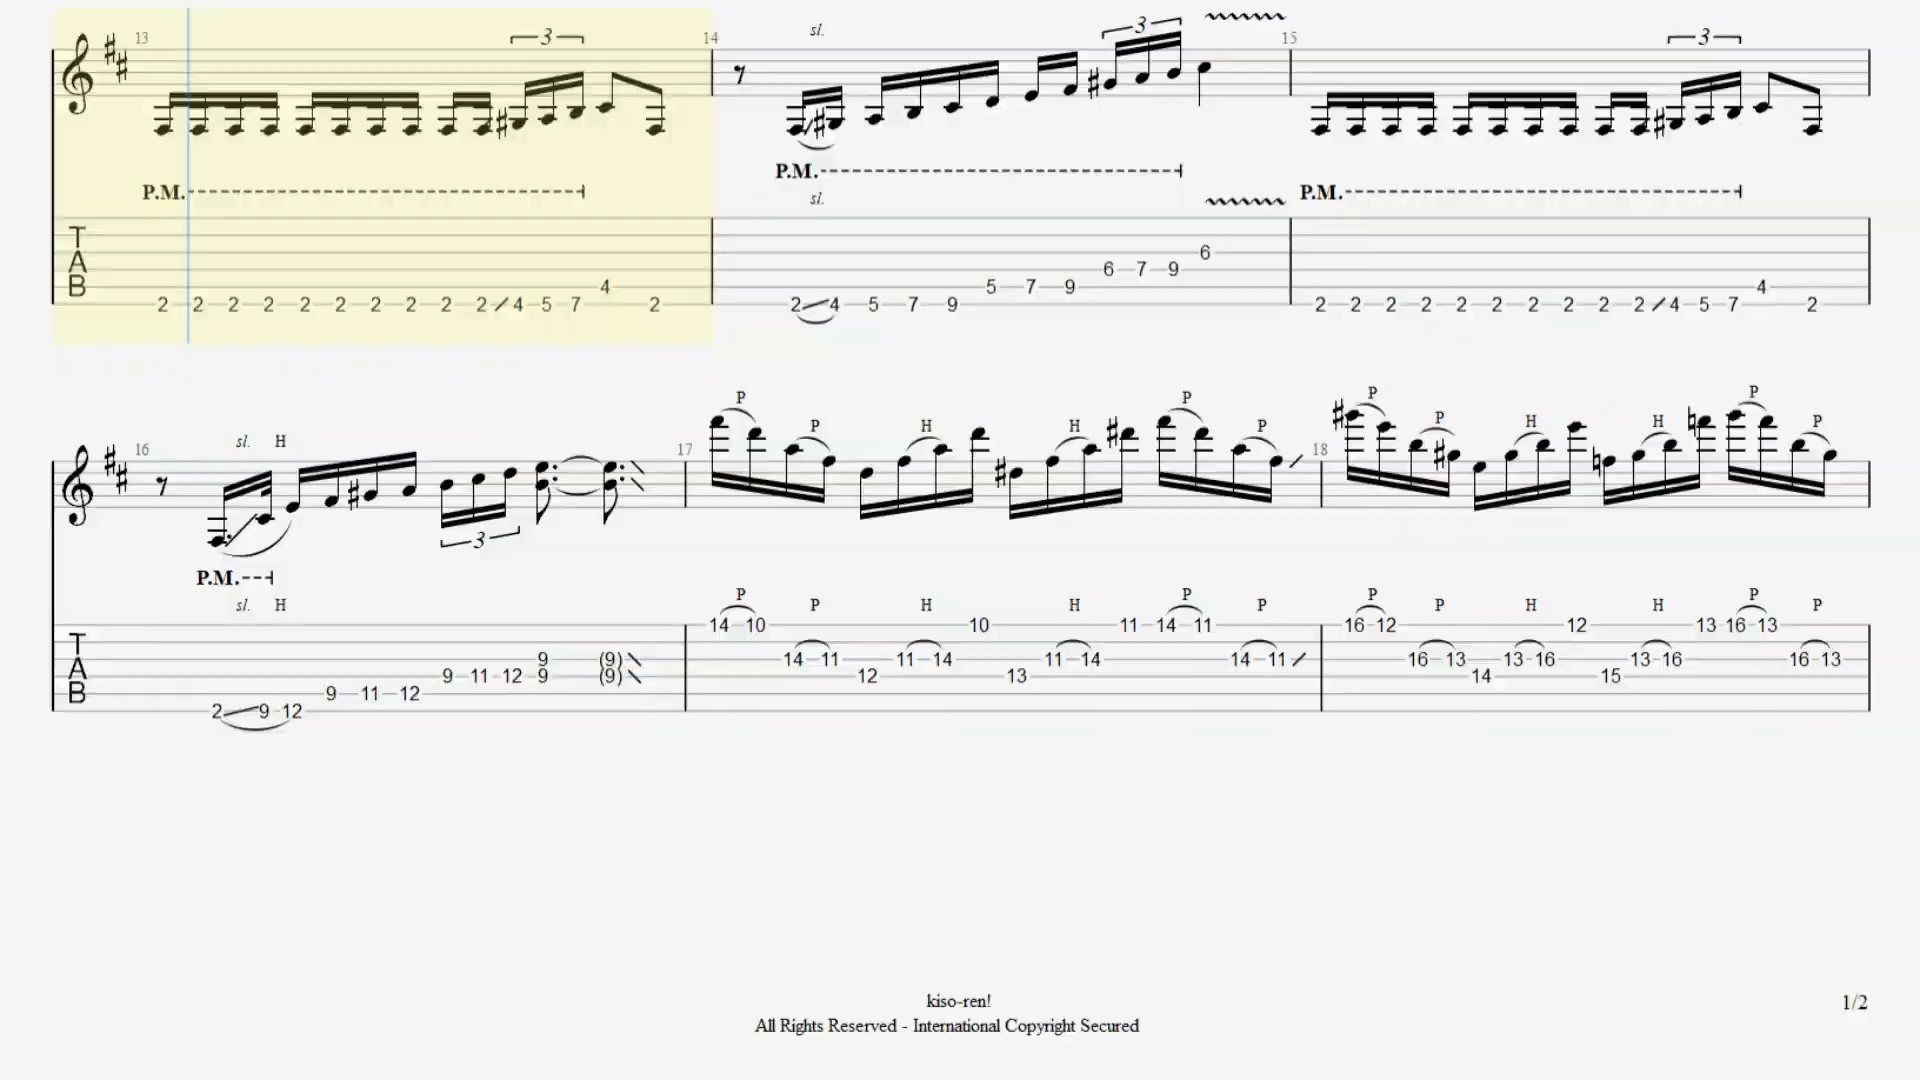 13 3 14 sl. 3 15 3
P.M. P.M. P.M.
sl.
T A B
6
6 7 9
4 5 7 9 4
2 2 2 2 2 2 2 2 2 2 4 5 7 2 2 4 5 7 9 2 2 2 2 2 2 2 2 2 2 4 5 7 2
16 sl. H 3 17 P P H H P P 18 P P H H P P
P.M.
sl. H P P H H P P P P H H P P
T A B
14 10 10 11 14 11 16 12 12 13 16 13
9 (9) 14 11 11 14 11 14 14 11 16 13 13 16 13 16 16 13
9 11 12 9 (9) 12 13 14 15
9 11 12
2 9 12
kiso-ren!
All Rights Reserved - International Copyright Secured
1/2